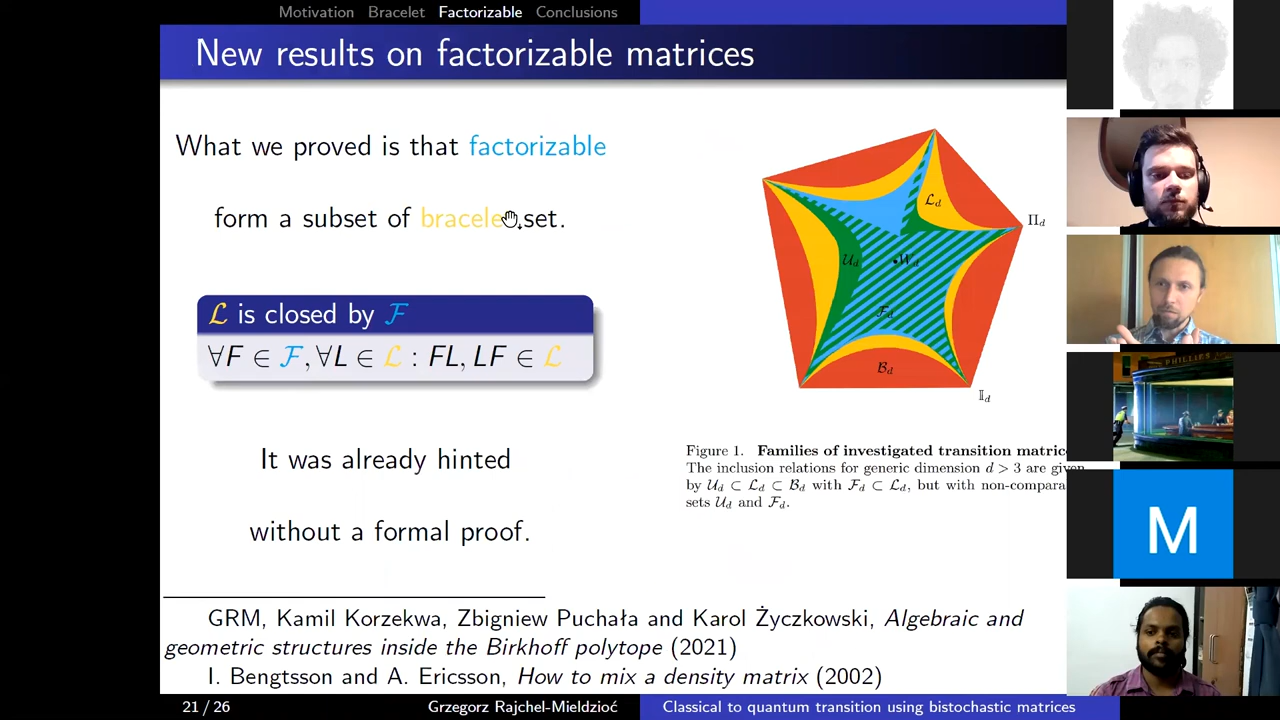 Motivation Bracelet Factorizable Conclusions
New results on factorizable matrices
What we proved is that factorizable
form a subset of bracelet set.
ℒ is closed by ℱ
∀F ∈ ℱ, ∀L ∈ ℒ : FL, LF ∈ ℒ
It was already hinted
without a formal proof.
ℒ_d
Π_d
𝒰_d
W_d
ℱ_d
ℬ_d
𝕀_d
Figure 1. Families of investigated transition matric
The inclusion relations for generic dimension d > 3 are given
by 𝒰_d ⊂ ℒ_d ⊂ ℬ_d with ℱ_d ⊂ ℒ_d, but with non-compara
sets 𝒰_d and ℱ_d.
GRM, Kamil Korzekwa, Zbigniew Puchała and Karol Życzkowski, Algebraic and
geometric structures inside the Birkhoff polytope (2021)
I. Bengtsson and A. Ericsson, How to mix a density matrix (2002)
21 / 26 Grzegorz Rajchel-Mieldzioć Classical to quantum transition using bistochastic matrices
PHILLIES
M